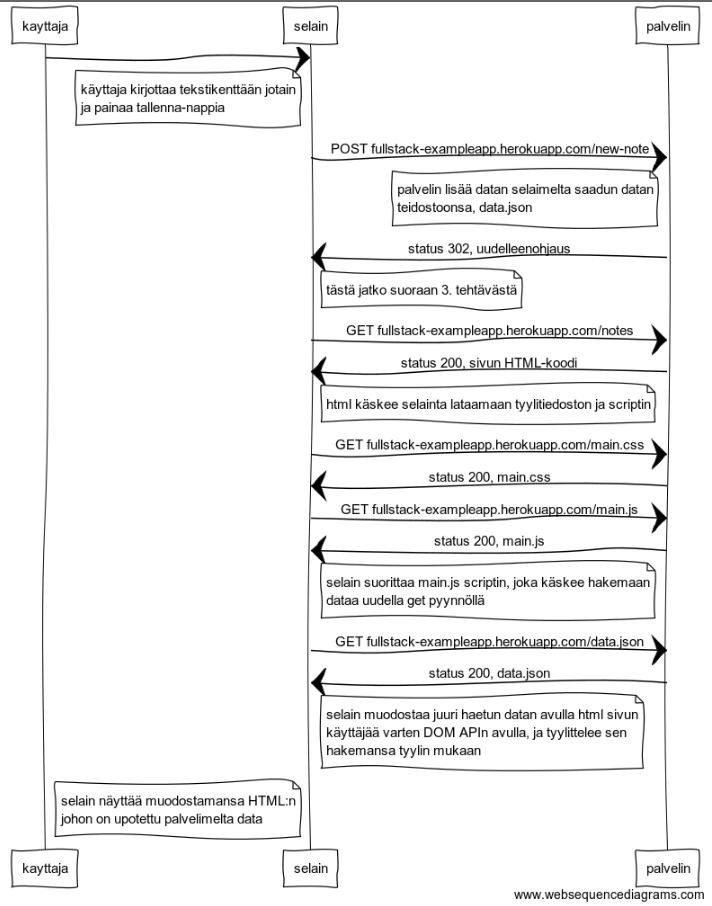 kayttaja
selain
palvelin
käyttaja kirjottaa tekstikenttään jotain
ja painaa tallenna-nappia
POST fullstack-exampleapp.herokuapp.com/new-note
palvelin lisää datan selaimelta saadun datan
teidostoonsa, data.json
status 302, uudelleenohjaus
tästä jatko suoraan 3. tehtävästä
GET fullstack-exampleapp.herokuapp.com/notes
status 200, sivun HTML-koodi
html käskee selainta lataamaan tyylitiedoston ja scriptin
GET fullstack-exampleapp.herokuapp.com/main.css
status 200, main.css
GET fullstack-exampleapp.herokuapp.com/main.js
status 200, main.js
selain suorittaa main.js scriptin, joka käskee hakemaan
dataa uudella get pyynnöllä
GET fullstack-exampleapp.herokuapp.com/data.json
status 200, data.json
selain muodostaa juuri haetun datan avulla html sivun
käyttäjää varten DOM APIn avulla, ja tyylittelee sen
hakemansa tyylin mukaan
selain näyttää muodostamansa HTML:n
johon on upotettu palvelimelta data
kayttaja
selain
palvelin
www.websequencediagrams.com